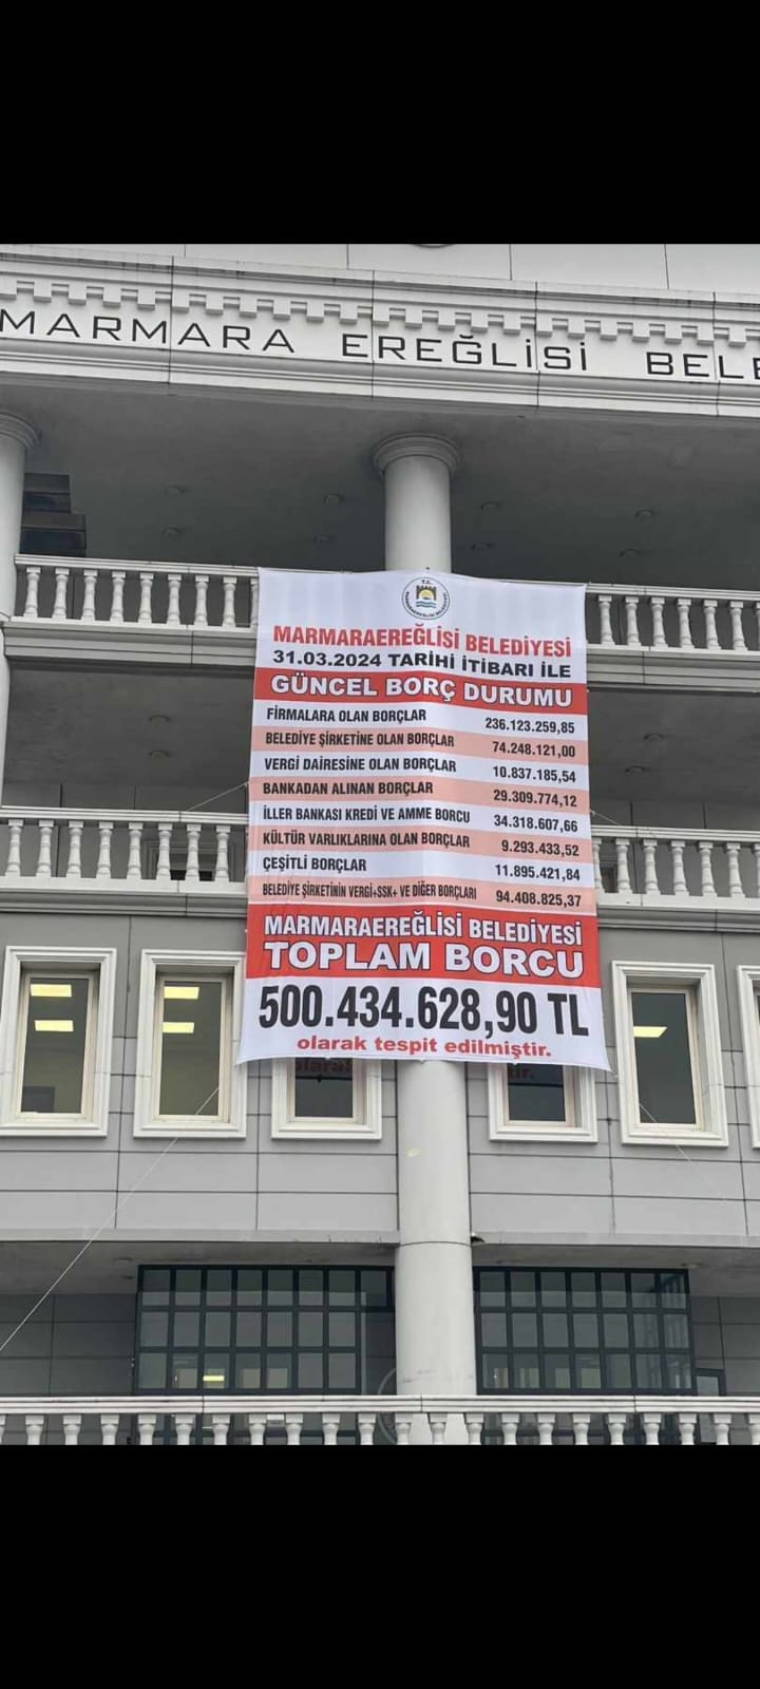 MARMARA EREĞLİSİ BELE
T.C.
MARMARAEREĞLİSİ BELEDİYESİ
31.03.2024 TARİHİ İTİBARI İLE
GÜNCEL BORÇ DURUMU
FİRMALARA OLAN BORÇLAR 236.123.259,85
BELEDİYE ŞİRKETİNE OLAN BORÇLAR 74.248.121,00
VERGİ DAİRESİNE OLAN BORÇLAR 10.837.185,54
BANKADAN ALINAN BORÇLAR 29.309.774,12
İLLER BANKASI KREDİ VE AMME BORCU 34.318.607,66
KÜLTÜR VARLIKLARINA OLAN BORÇLAR 9.293.433,52
ÇEŞİTLİ BORÇLAR 11.895.421,84
BELEDİYE ŞİRKETİNİN VERGİ+SSK+ VE DİĞER BORÇLARI 94.408.825,37
MARMARAEREĞLİSİ BELEDİYESİ
TOPLAM BORCU
500.434.628,90 TL
olarak tespit edilmiştir.